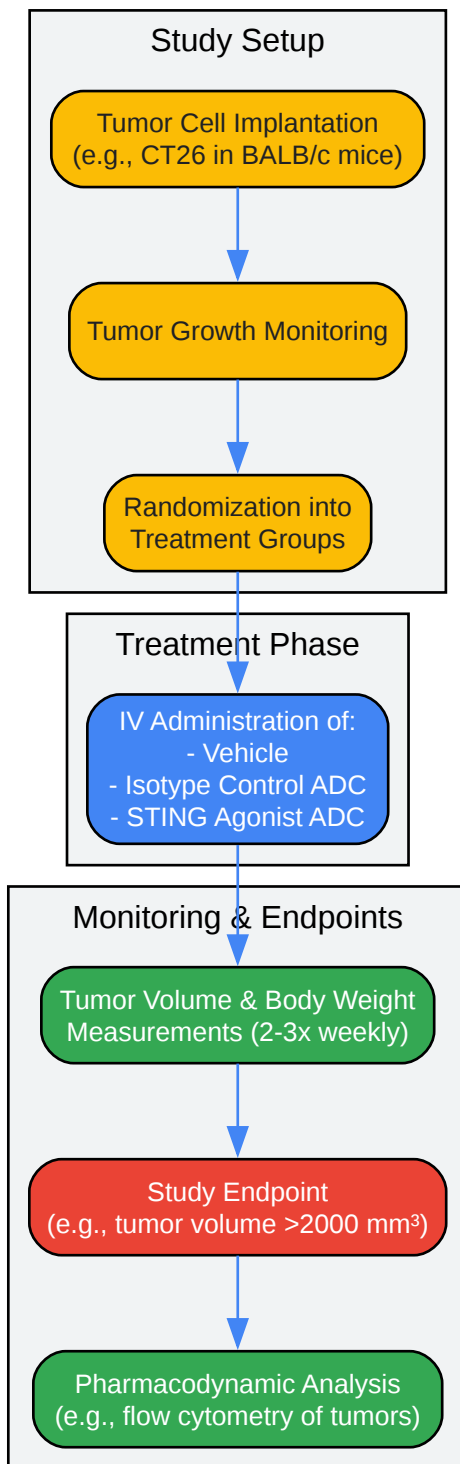 Study Setup
Tumor Cell Implantation
(e.g., CT26 in BALB/c mice)
Tumor Growth Monitoring
Randomization into
Treatment Groups
Treatment Phase
IV Administration of:
- Vehicle
- Isotype Control ADC
- STING Agonist ADC
Monitoring & Endpoints
Tumor Volume & Body Weight
Measurements (2-3x weekly)
Study Endpoint
(e.g., tumor volume >2000 mm³)
Pharmacodynamic Analysis
(e.g., flow cytometry of tumors)